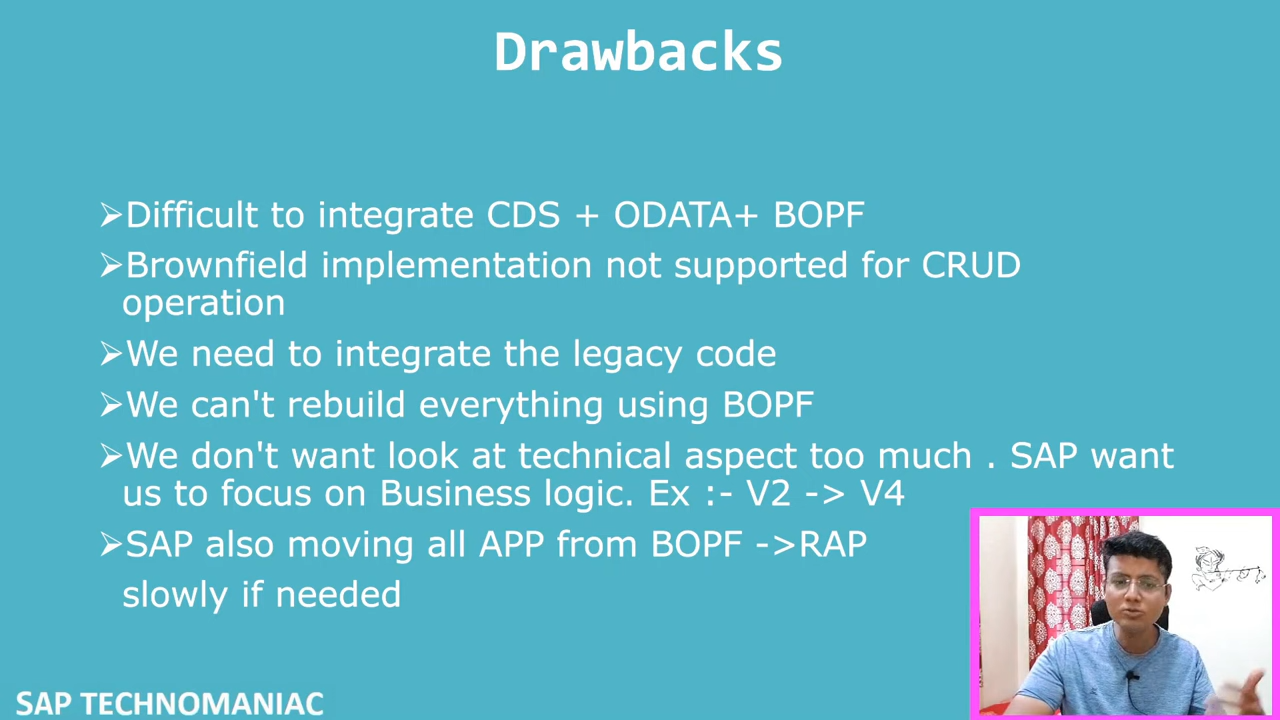 Drawbacks
➢Difficult to integrate CDS + ODATA+ BOPF
➢Brownfield implementation not supported for CRUD
operation
➢We need to integrate the legacy code
➢We can't rebuild everything using BOPF
➢We don't want look at technical aspect too much . SAP want
us to focus on Business logic. Ex :- V2 -> V4
➢SAP also moving all APP from BOPF ->RAP
slowly if needed
SAP TECHNOMANIAC